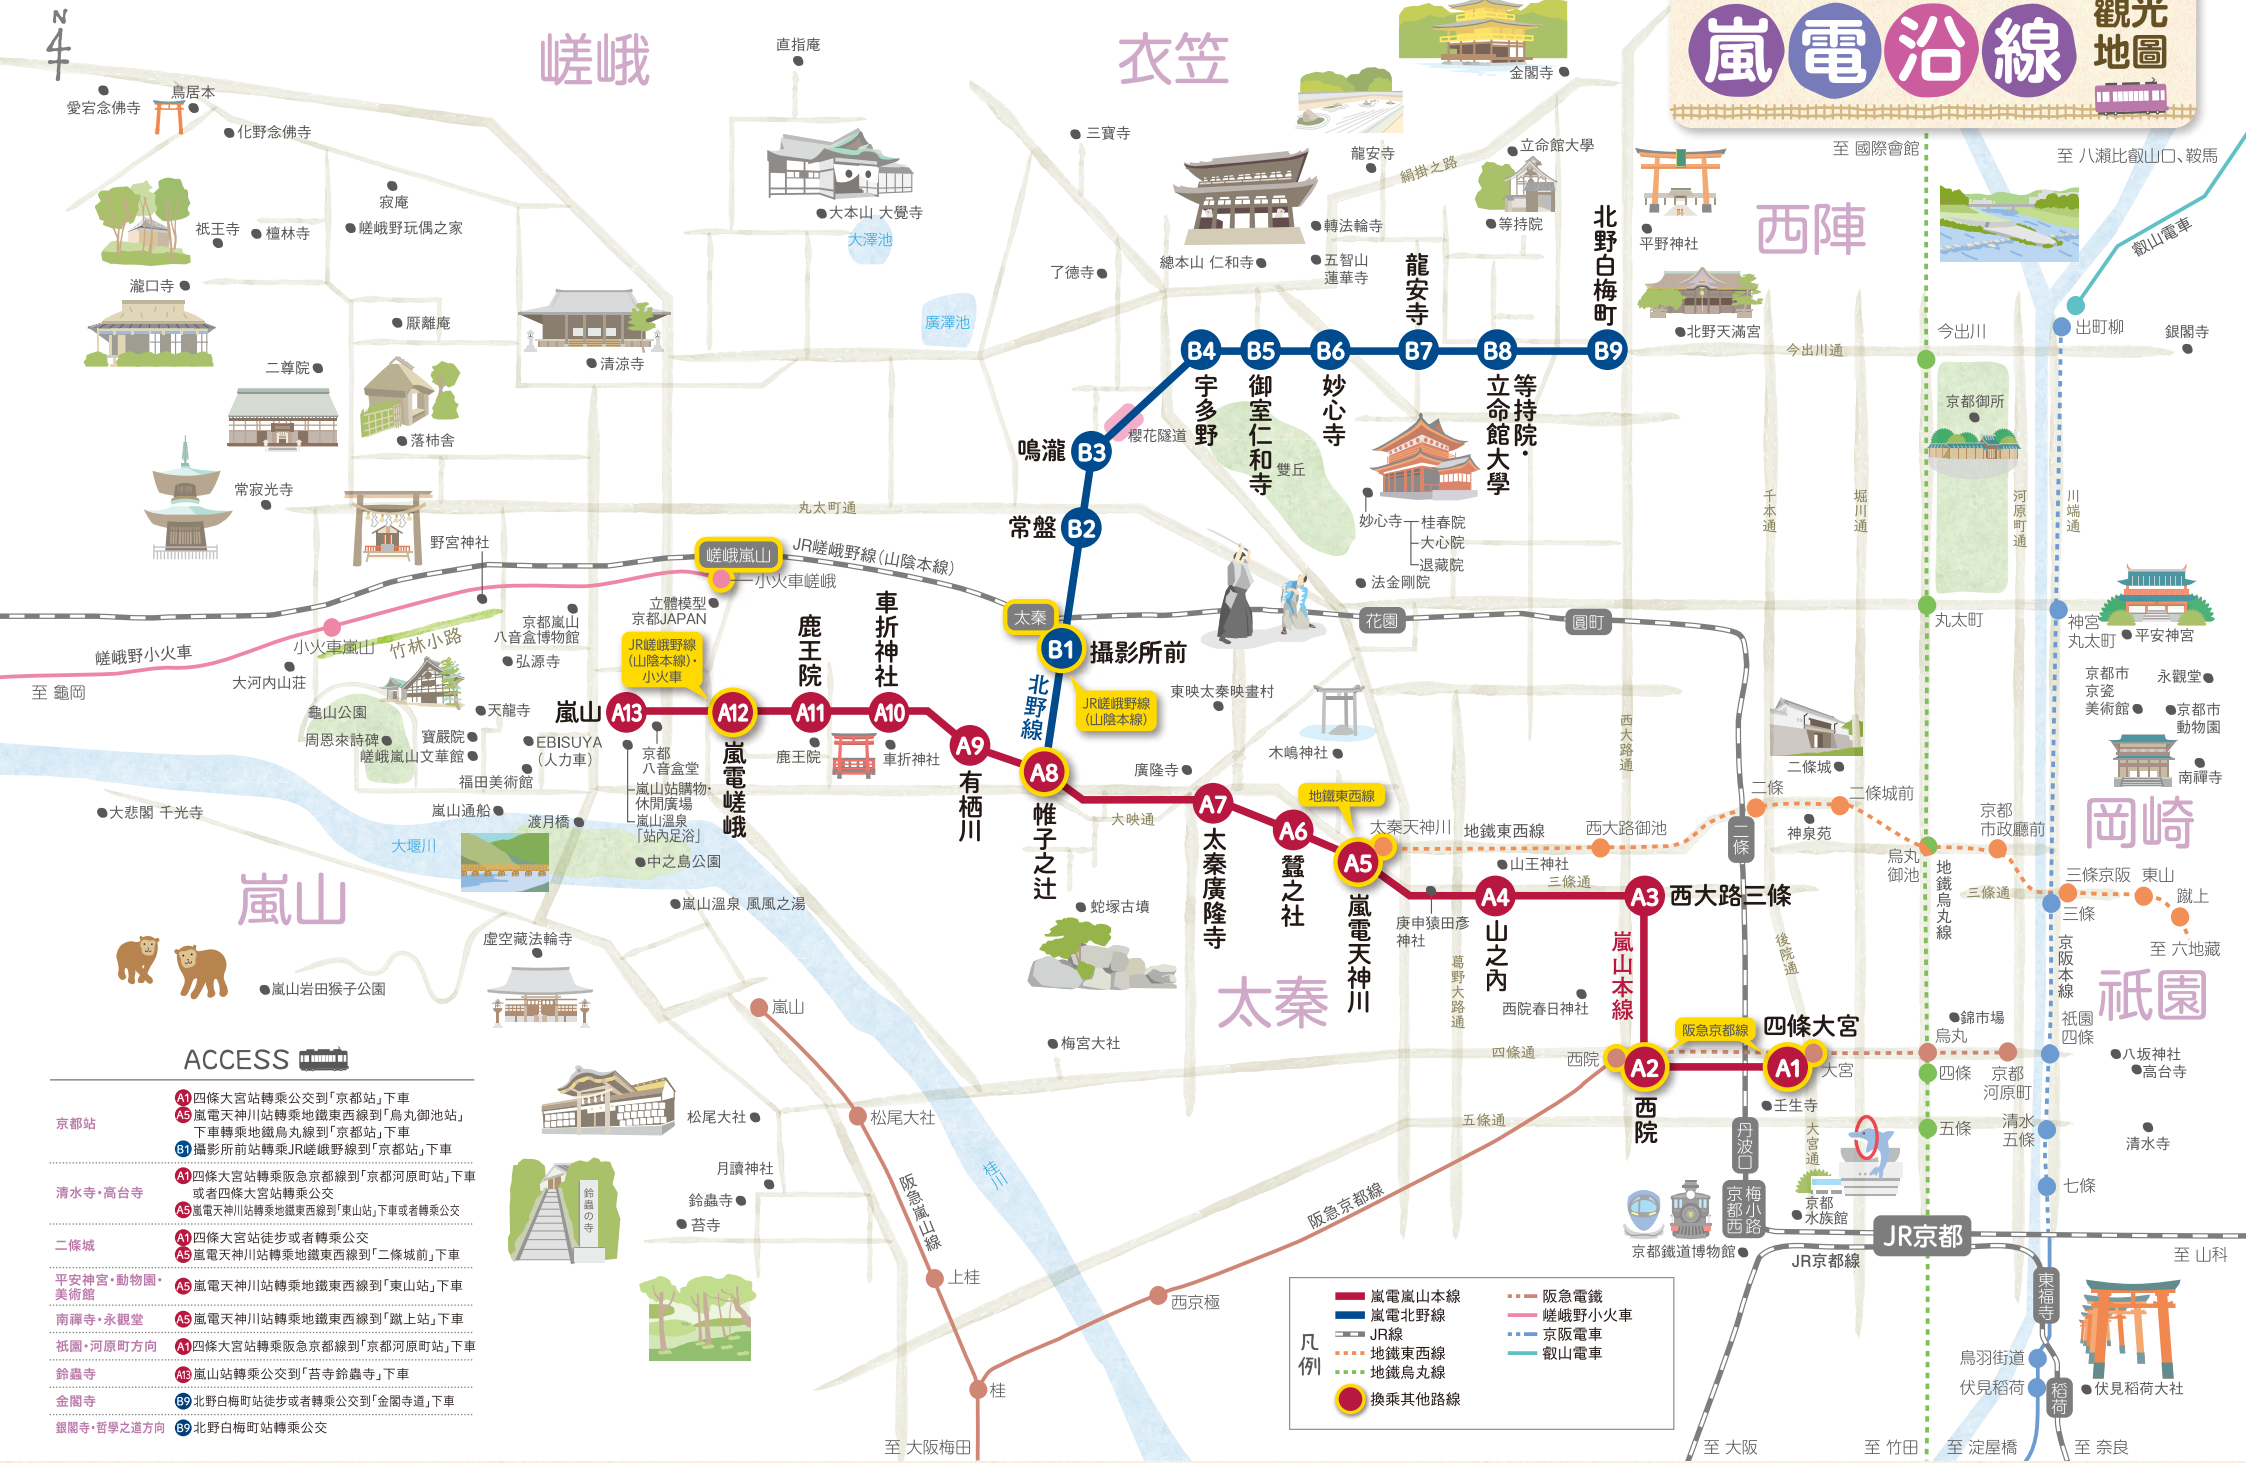 嵐電沿線
觀光
地圖
N
嵯峨
衣笠
西陣
岡崎
祇園
太秦
嵐山
愛宕念佛寺
鳥居本
化野念佛寺
直指庵
寂庵
祇王寺
檀林寺
嵯峨野玩偶之家
瀧口寺
大本山 大覺寺
大澤池
廣澤池
厭離庵
清涼寺
二尊院
落柿舍
常寂光寺
野宮神社
三寶寺
了德寺
金閣寺
龍安寺
立命館大學
絹掛之路
等持院
轉法輪寺
總本山 仁和寺
五智山
蓮華寺
平野神社
北野天滿宮
至 國際會館
至 八瀨比叡山口、鞍馬
叡山電車
出町柳
今出川
銀閣寺
今出川通
京都御所
千本通
堀川通
河原町通
川端通
B4
宇多野
B5
御室仁和寺
B6
妙心寺
B7
龍安寺
B8
等持院・
立命館大學
B9
北野白梅町
B3
鳴瀧
B2
常盤
B1
攝影所前
櫻花隧道
雙丘
妙心寺
桂春院
大心院
退藏院
法金剛院
丸太町通
嵯峨嵐山
JR嵯峨野線(山陰本線)
小火車嵯峨
立體模型
京都JAPAN
太秦
花園
圓町
JR嵯峨野線
(山陰本線)
北野線
JR嵯峨野線
(山陰本線)・
小火車
京都嵐山
八音盒博物館
弘源寺
竹林小路
小火車嵐山
嵯峨野小火車
至 龜岡
大河內山莊
龜山公園
周恩來詩碑
嵯峨嵐山文華館
天龍寺
寶嚴院
福田美術館
EBISUYA
(人力車)
嵐山通船
渡月橋
大悲閣 千光寺
大堰川
A13
嵐山
A12
嵐電嵯峨
A11
鹿王院
A10
車折神社
A9
有栖川
A8
帷子之辻
A7
太秦廣隆寺
A6
蠶之社
A5
嵐電天神川
A4
山之內
A3
西大路三條
A2
西院
A1
四條大宮
京都
八音盒堂
嵐山站購物・
休閒廣場
嵐山溫泉
「站內足浴」
中之島公園
嵐山溫泉 風風之湯
鹿王院
車折神社
東映太秦映畫村
木嶋神社
廣隆寺
大映通
地鐵東西線
太秦天神川
地鐵東西線
西大路御池
山王神社
三條通
庚申猿田彥
神社
西院春日神社
葛野大路通
西大路通
嵐山本線
阪急京都線
西院
大宮
四條通
五條通
蛇塚古墳
梅宮大社
虛空藏法輪寺
嵐山岩田猴子公園
丸太町
神宮
丸太町
平安神宮
京都市
京瓷
美術館
永觀堂
京都市
動物園
南禪寺
二條城
二條
二條
二條城前
神泉苑
烏丸
御池
京都
市政廳前
地鐵烏丸線
三條通
三條京阪
東山
蹴上
三條
至 六地藏
京阪本線
後院通
錦市場
烏丸
祇園
四條
八坂神社
高台寺
四條
京都
河原町
清水
五條
五條
清水寺
七條
壬生寺
大宮通
丹波口
梅小路
京都西
京都
水族館
京都鐵道博物館
JR京都
JR京都線
至 山科
東福寺
鳥羽街道
伏見稻荷
稻荷
伏見稻荷大社
至 大阪
至 竹田
至 淀屋橋
至 奈良
嵐山
松尾大社
松尾大社
月讀神社
鈴蟲寺
苔寺
鈴蟲の寺
阪急嵐山線
桂川
上桂
桂
西京極
阪急京都線
至 大阪梅田
ACCESS
京都站
A1 四條大宮站轉乘公交到「京都站」下車
A5 嵐電天神川站轉乘地鐵東西線到「烏丸御池站」
下車轉乘地鐵烏丸線到「京都站」下車
B1 攝影所前站轉乘JR嵯峨野線到「京都站」下車
清水寺・高台寺
A1 四條大宮站轉乘阪急京都線到「京都河原町站」下車
或者四條大宮站轉乘公交
A5 嵐電天神川站轉乘地鐵東西線到「東山站」下車或者轉乘公交
二條城
A1 四條大宮站徒步或者轉乘公交
A5 嵐電天神川站轉乘地鐵東西線到「二條城前」下車
平安神宮・動物園・
美術館
A5 嵐電天神川站轉乘地鐵東西線到「東山站」下車
南禪寺・永觀堂
A5 嵐電天神川站轉乘地鐵東西線到「蹴上站」下車
祇園・河原町方向
A1 四條大宮站轉乘阪急京都線到「京都河原町站」下車
鈴蟲寺
A13 嵐山站轉乘公交到「苔寺鈴蟲寺」下車
金閣寺
B9 北野白梅町站徒步或者轉乘公交到「金閣寺道」下車
銀閣寺・哲學之道方向
B9 北野白梅町站轉乘公交
凡例
嵐電嵐山本線
嵐電北野線
JR線
地鐵東西線
地鐵烏丸線
換乘其他路線
阪急電鐵
嵯峨野小火車
京阪電車
叡山電車